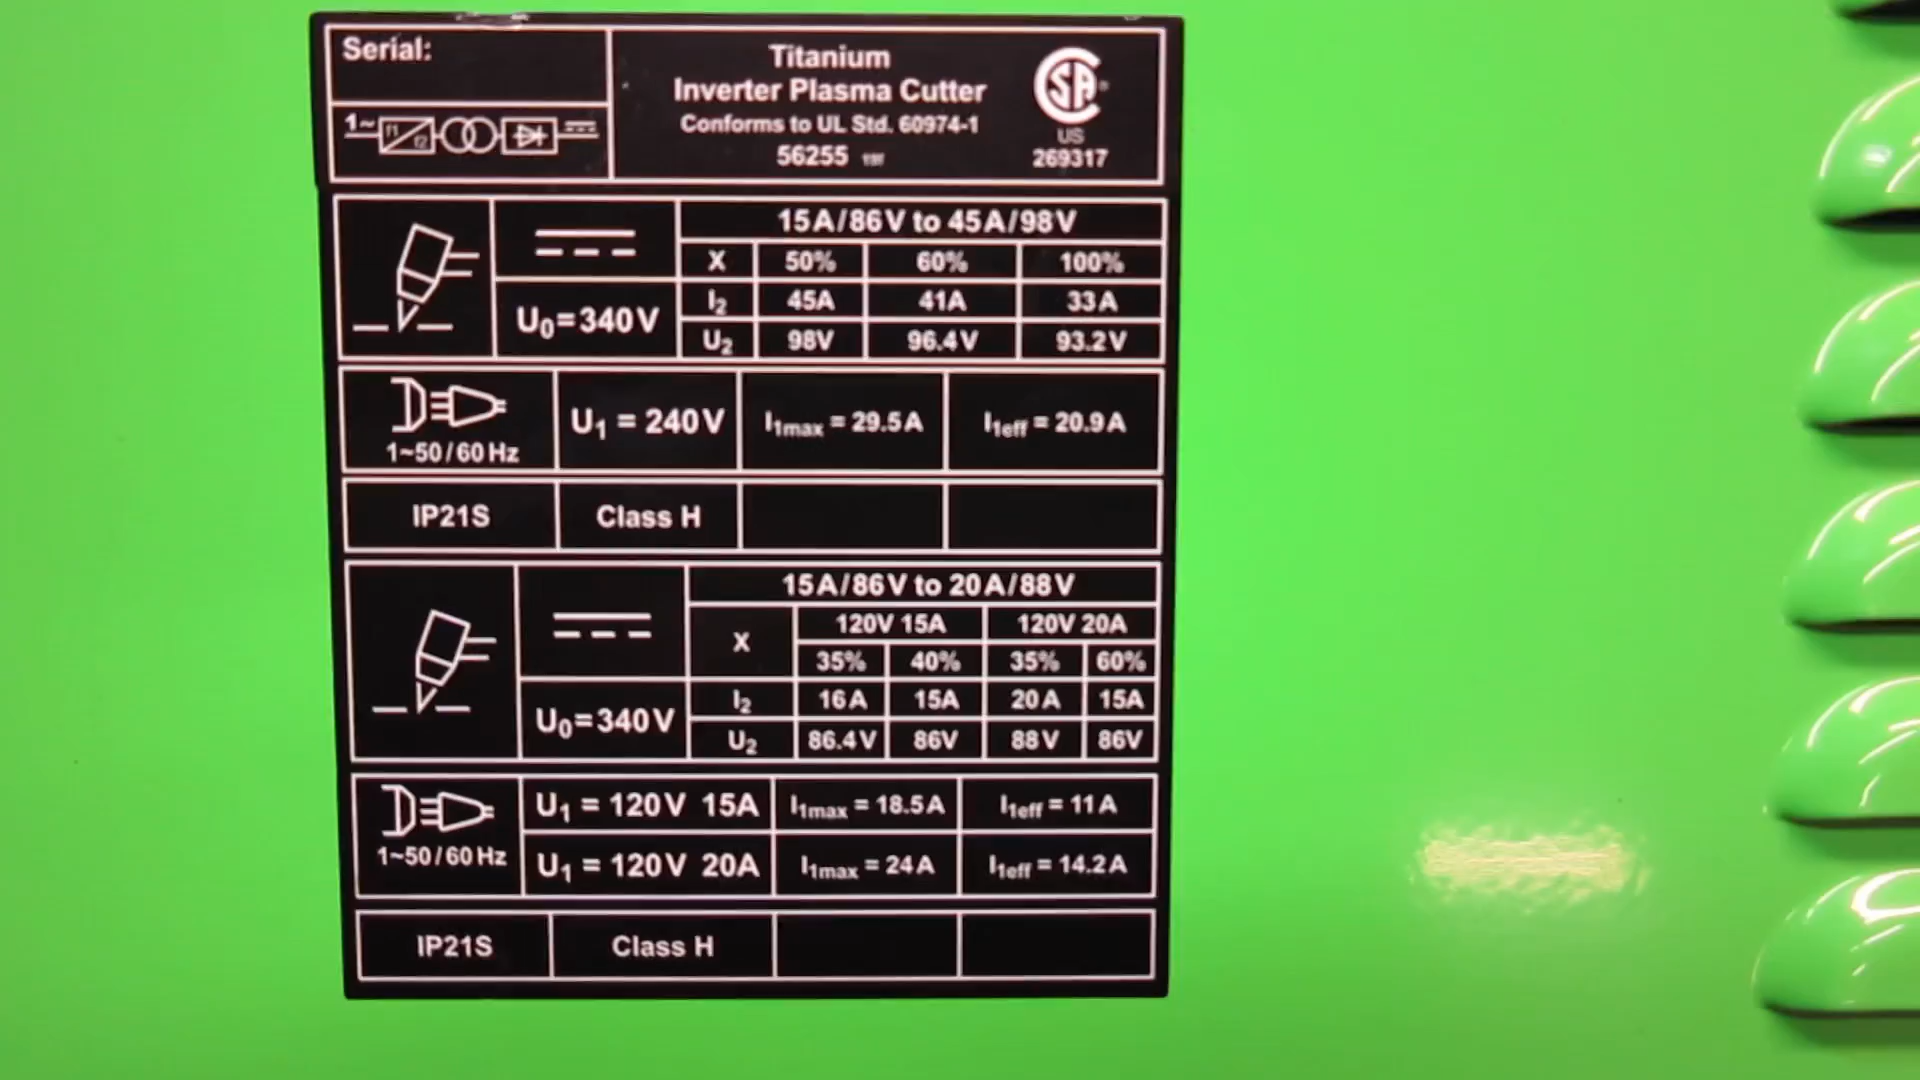 Serial:
1~ f1 f2
Titanium
Inverter Plasma Cutter
Conforms to UL Std. 60974-1
56255
SA®
US
269317
15A/86V to 45A/98V
X 50% 60% 100%
I2 45A 41A 33A
U2 98V 96.4V 93.2V
U0=340V
1~50/60Hz
U1 = 240V
I1max = 29.5A
I1eff = 20.9A
IP21S
Class H
15A/86V to 20A/88V
X
120V 15A 120V 20A
35% 40% 35% 60%
I2 16A 15A 20A 15A
U2 86.4V 86V 88V 86V
U0=340V
1~50/60Hz
U1 = 120V 15A I1max = 18.5A I1eff = 11A
U1 = 120V 20A I1max = 24A I1eff = 14.2A
IP21S
Class H